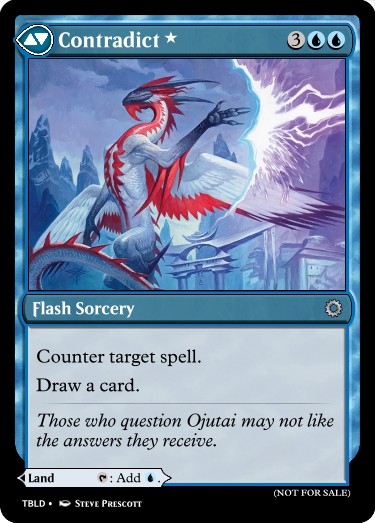 Contradict ★ 3
Flash Sorcery
Counter target spell.
Draw a card.
Those who question Ojutai may not like
the answers they receive.
Land : Add .
(NOT FOR SALE)
TBLD • STEVE PRESCOTT